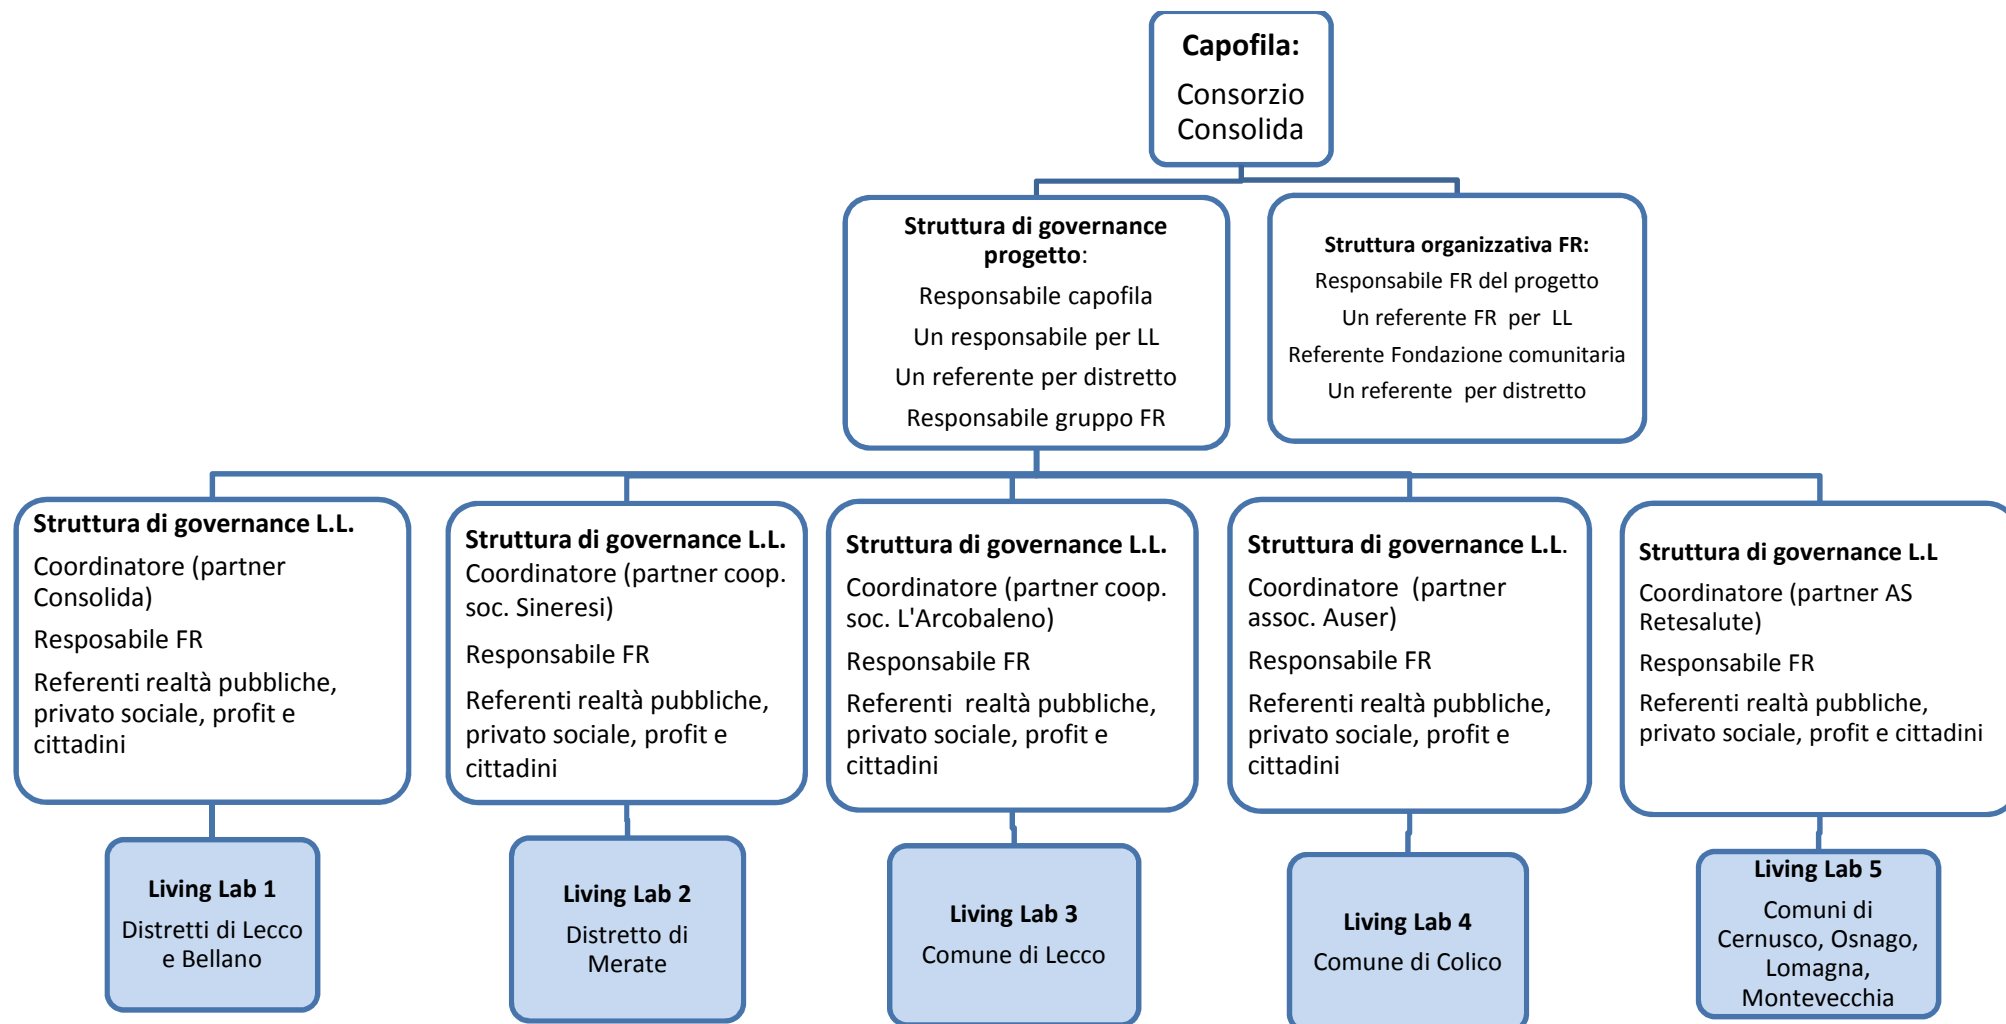 Capofila:
Consorzio
Consolida
Struttura di governance
progetto:
Responsabile capofila
Un responsabile per LL
Un referente per distretto
Responsabile gruppo FR
Struttura organizzativa FR:
Responsabile FR del progetto
Un referente FR per LL
Referente Fondazione comunitaria
Un referente per distretto
Struttura di governance L.L.
Coordinatore (partner
Consolida)
Resposabile FR
Referenti realtà pubbliche,
privato sociale, profit e
cittadini
Struttura di governance L.L.
Coordinatore (partner coop.
soc. Sineresi)
Responsabile FR
Referenti realtà pubbliche,
privato sociale, profit e
cittadini
Struttura di governance L.L.
Coordinatore (partner coop.
soc. L'Arcobaleno)
Responsabile FR
Referenti realtà pubbliche,
privato sociale, profit e
cittadini
Struttura di governance L.L.
Coordinatore (partner
assoc. Auser)
Responsabile FR
Referenti realtà pubbliche,
privato sociale, profit e
cittadini
Struttura di governance L.L
Coordinatore (partner AS
Retesalute)
Responsabile FR
Referenti realtà pubbliche,
privato sociale, profit e cittadini
Living Lab 1
Distretti di Lecco
e Bellano
Living Lab 2
Distretto di
Merate
Living Lab 3
Comune di Lecco
Living Lab 4
Comune di Colico
Living Lab 5
Comuni di
Cernusco, Osnago,
Lomagna,
Montevecchia